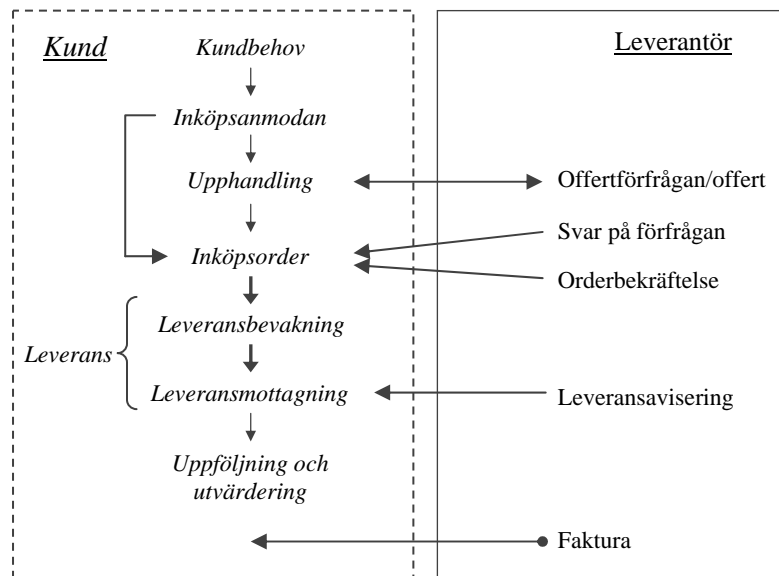 Kund
Kundbehov
Inköpsanmodan
Upphandling
Inköpsorder
Leveransbevakning
Leverans
Leveransmottagning
Uppföljning och
utvärdering
Leverantör
Offertförfrågan/offert
Svar på förfrågan
Orderbekräftelse
Leveransavisering
Faktura